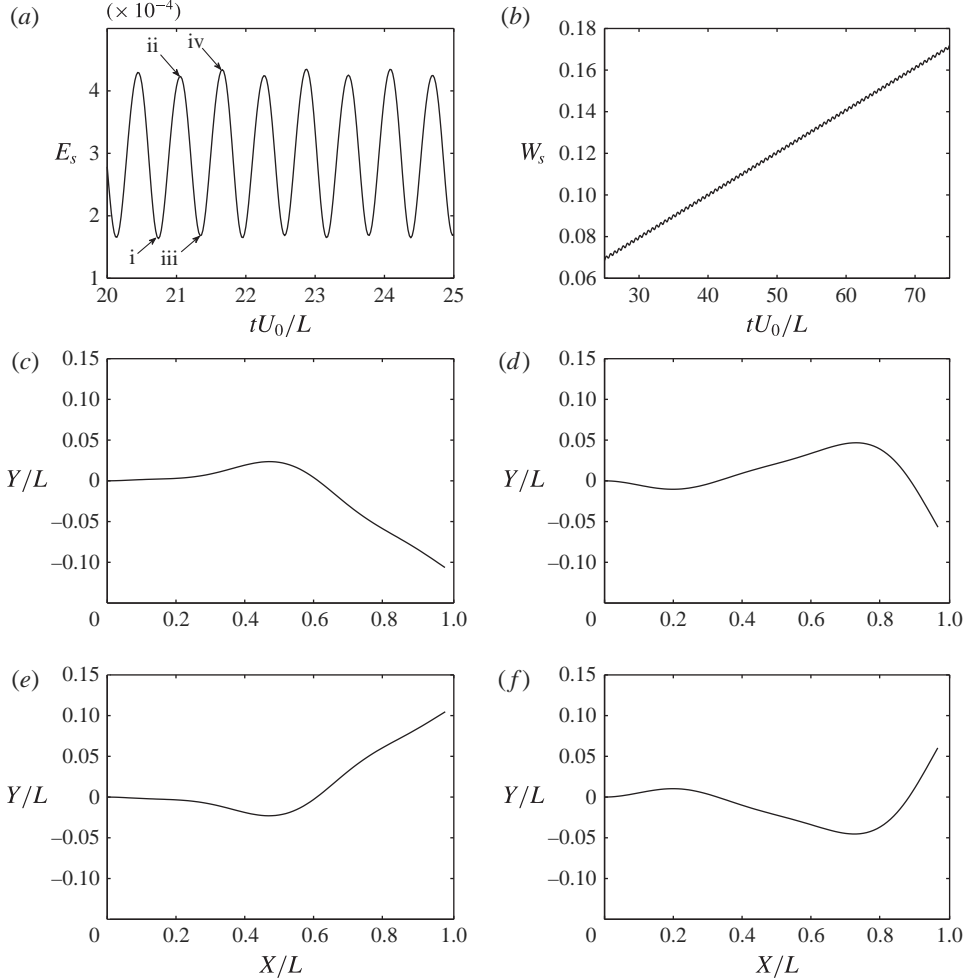 (a) (× 10−4) (b)
ii iv
4
3
Es
2
1
i iii
20 21 22 23 24 25
tU0/L
0.18
0.16
0.14
Ws 0.12
0.10
0.08
0.06
30 40 50 60 70
tU0/L
(c) 0.15
0.10
0.05
Y/L 0
−0.05
−0.10
0 0.2 0.4 0.6 0.8 1.0
(d) 0.15
0.10
0.05
Y/L 0
−0.05
−0.10
0 0.2 0.4 0.6 0.8 1.0
(e) 0.15
0.10
0.05
Y/L 0
−0.05
−0.10
0 0.2 0.4 0.6 0.8 1.0
X/L
(f) 0.15
0.10
0.05
Y/L 0
−0.05
−0.10
0 0.2 0.4 0.6 0.8 1.0
X/L